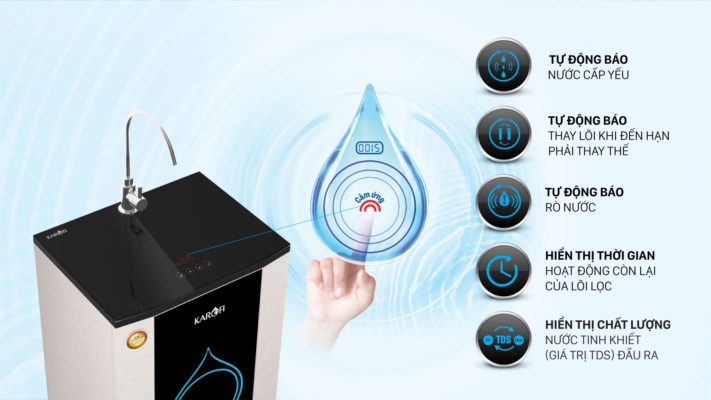 TỰ ĐỘNG BÁO
NƯỚC CẤP YẾU
TỰ ĐỘNG BÁO
THAY LÕI KHI ĐẾN HẠN
PHẢI THAY THẾ
TỰ ĐỘNG BÁO
RÒ NƯỚC
HIỂN THỊ THỜI GIAN
HOẠT ĐỘNG CÒN LẠI
CỦA LÕI LỌC
TDS
HIỂN THỊ CHẤT LƯỢNG
NƯỚC TINH KHIẾT
(GIÁ TRỊ TDS) ĐẦU RA
0015
Cảm ứng
KAROFI
KAROFI